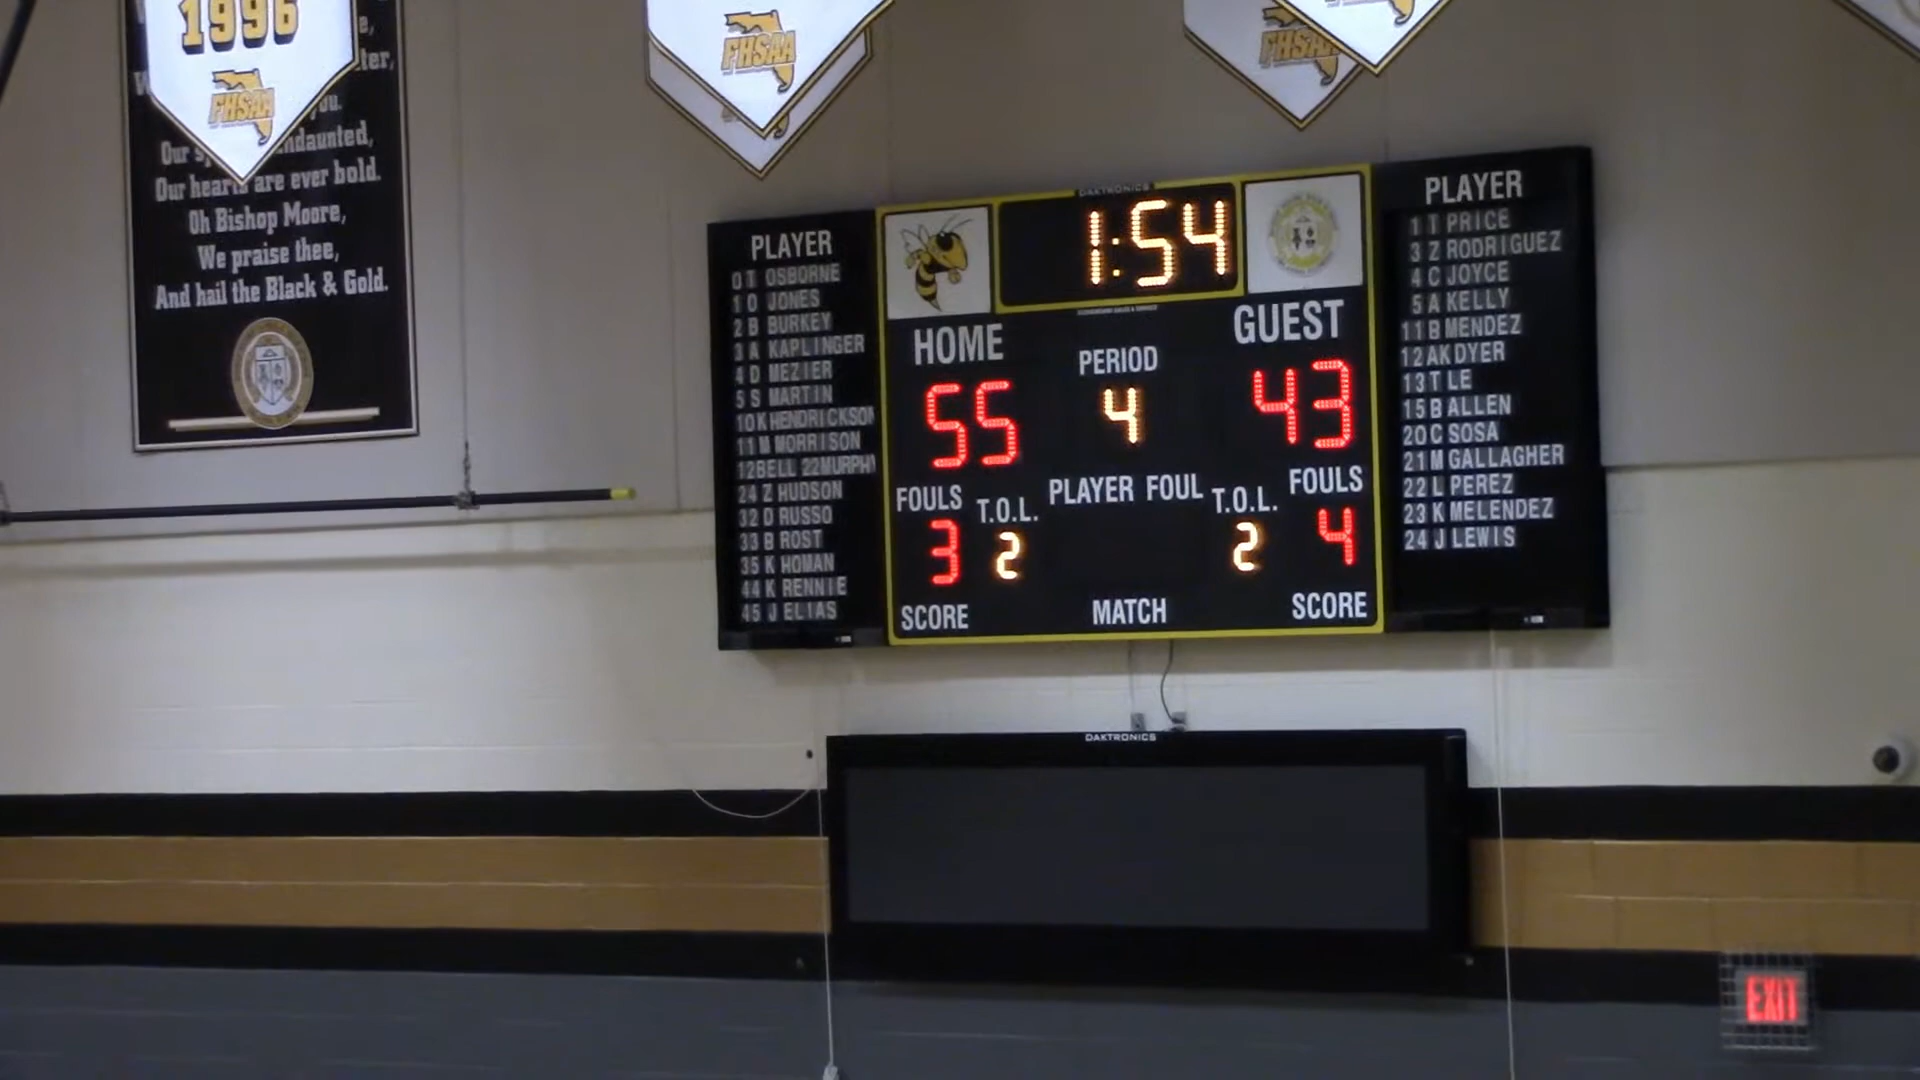 1996
FHSAA
FHSAA
FHSAA
Our hearts are ever bold.
Oh Bishop Moore,
We praise thee,
And hail the Black & Gold.
PLAYER
0 T OSBORNE
1 O JONES
2 B BURKEY
3 A KAPLINGER
4 D MEZIER
5 S MARTIN
10 K HENDRICKSON
11 M MORRISON
12 BELL 22 MURPHY
24 Z HUDSON
32 D RUSSO
33 B ROST
35 K HOMAN
44 K RENNIE
45 J ELIAS
DAKTRONICS
1:54
HOME
GUEST
PERIOD
55
4
43
FOULS
T.O.L.
PLAYER FOUL
T.O.L.
FOULS
3
2
2
4
SCORE
MATCH
SCORE
PLAYER
1 T PRICE
3 Z RODRIGUEZ
4 C JOYCE
5 A KELLY
11 B MENDEZ
12 AK DYER
13 T LE
15 B ALLEN
20 C SOSA
21 M GALLAGHER
22 L PEREZ
23 K MELENDEZ
24 J LEWIS
DAKTRONICS
EXIT